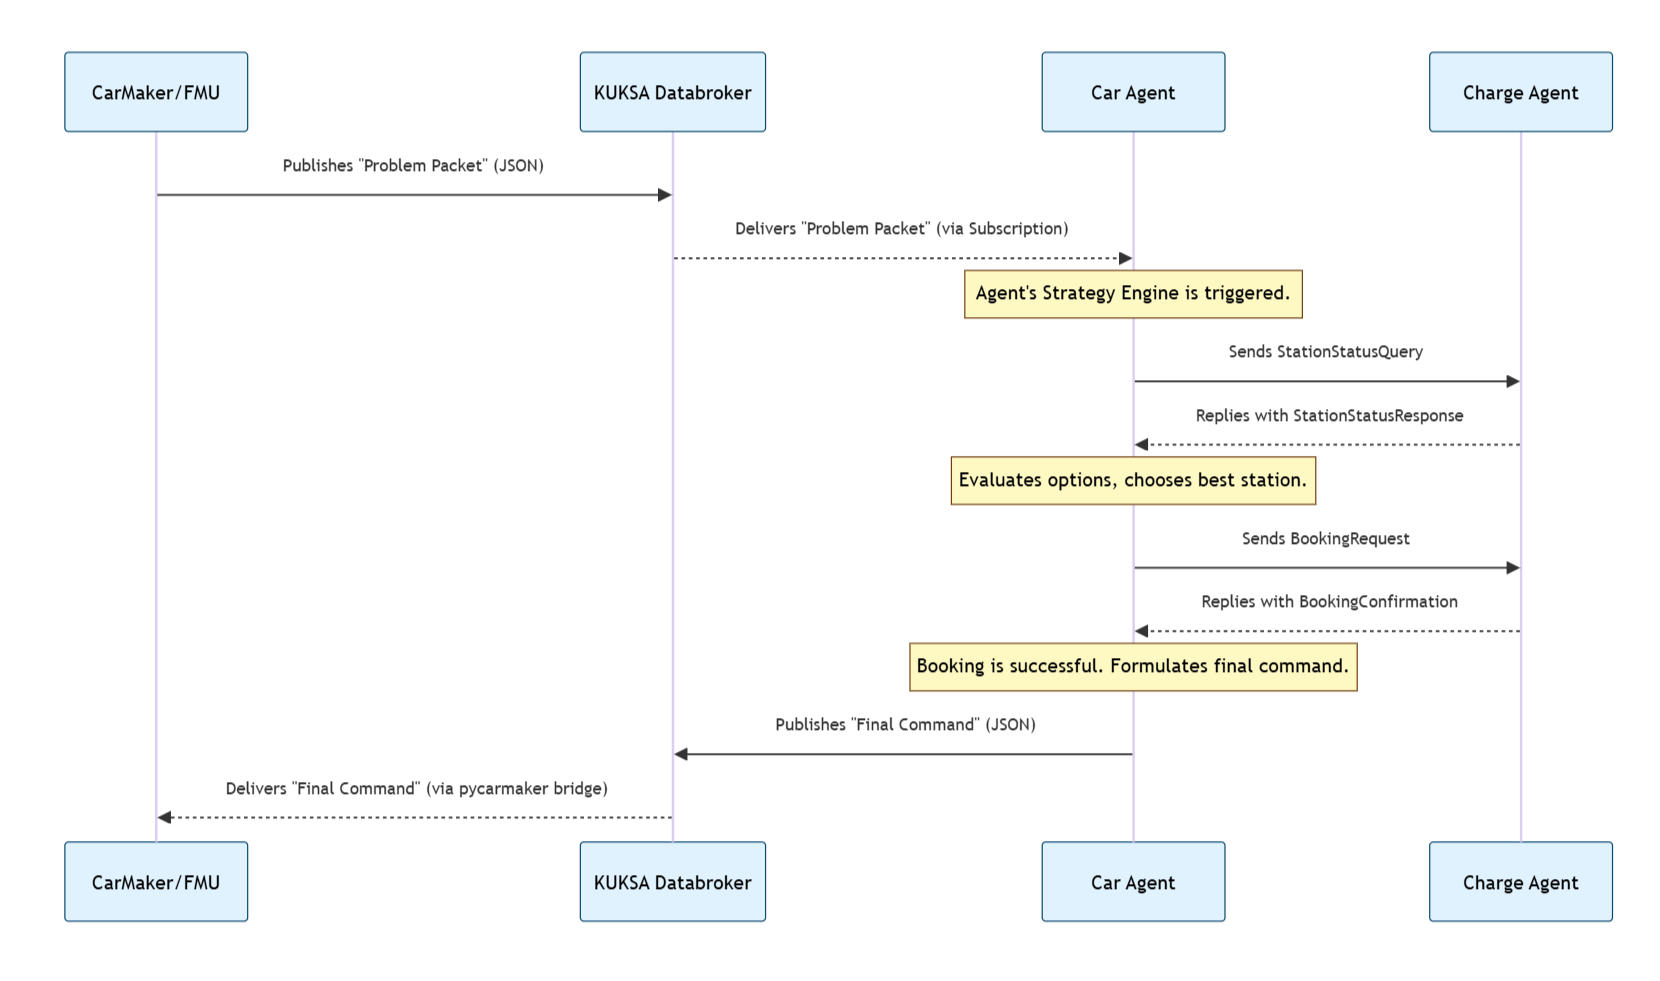 CarMaker/FMU
KUKSA Databroker
Car Agent
Charge Agent
Publishes "Problem Packet" (JSON)
Delivers "Problem Packet" (via Subscription)
Agent's Strategy Engine is triggered.
Sends StationStatusQuery
Replies with StationStatusResponse
Evaluates options, chooses best station.
Sends BookingRequest
Replies with BookingConfirmation
Booking is successful. Formulates final command.
Publishes "Final Command" (JSON)
Delivers "Final Command" (via pycarmaker bridge)
CarMaker/FMU
KUKSA Databroker
Car Agent
Charge Agent